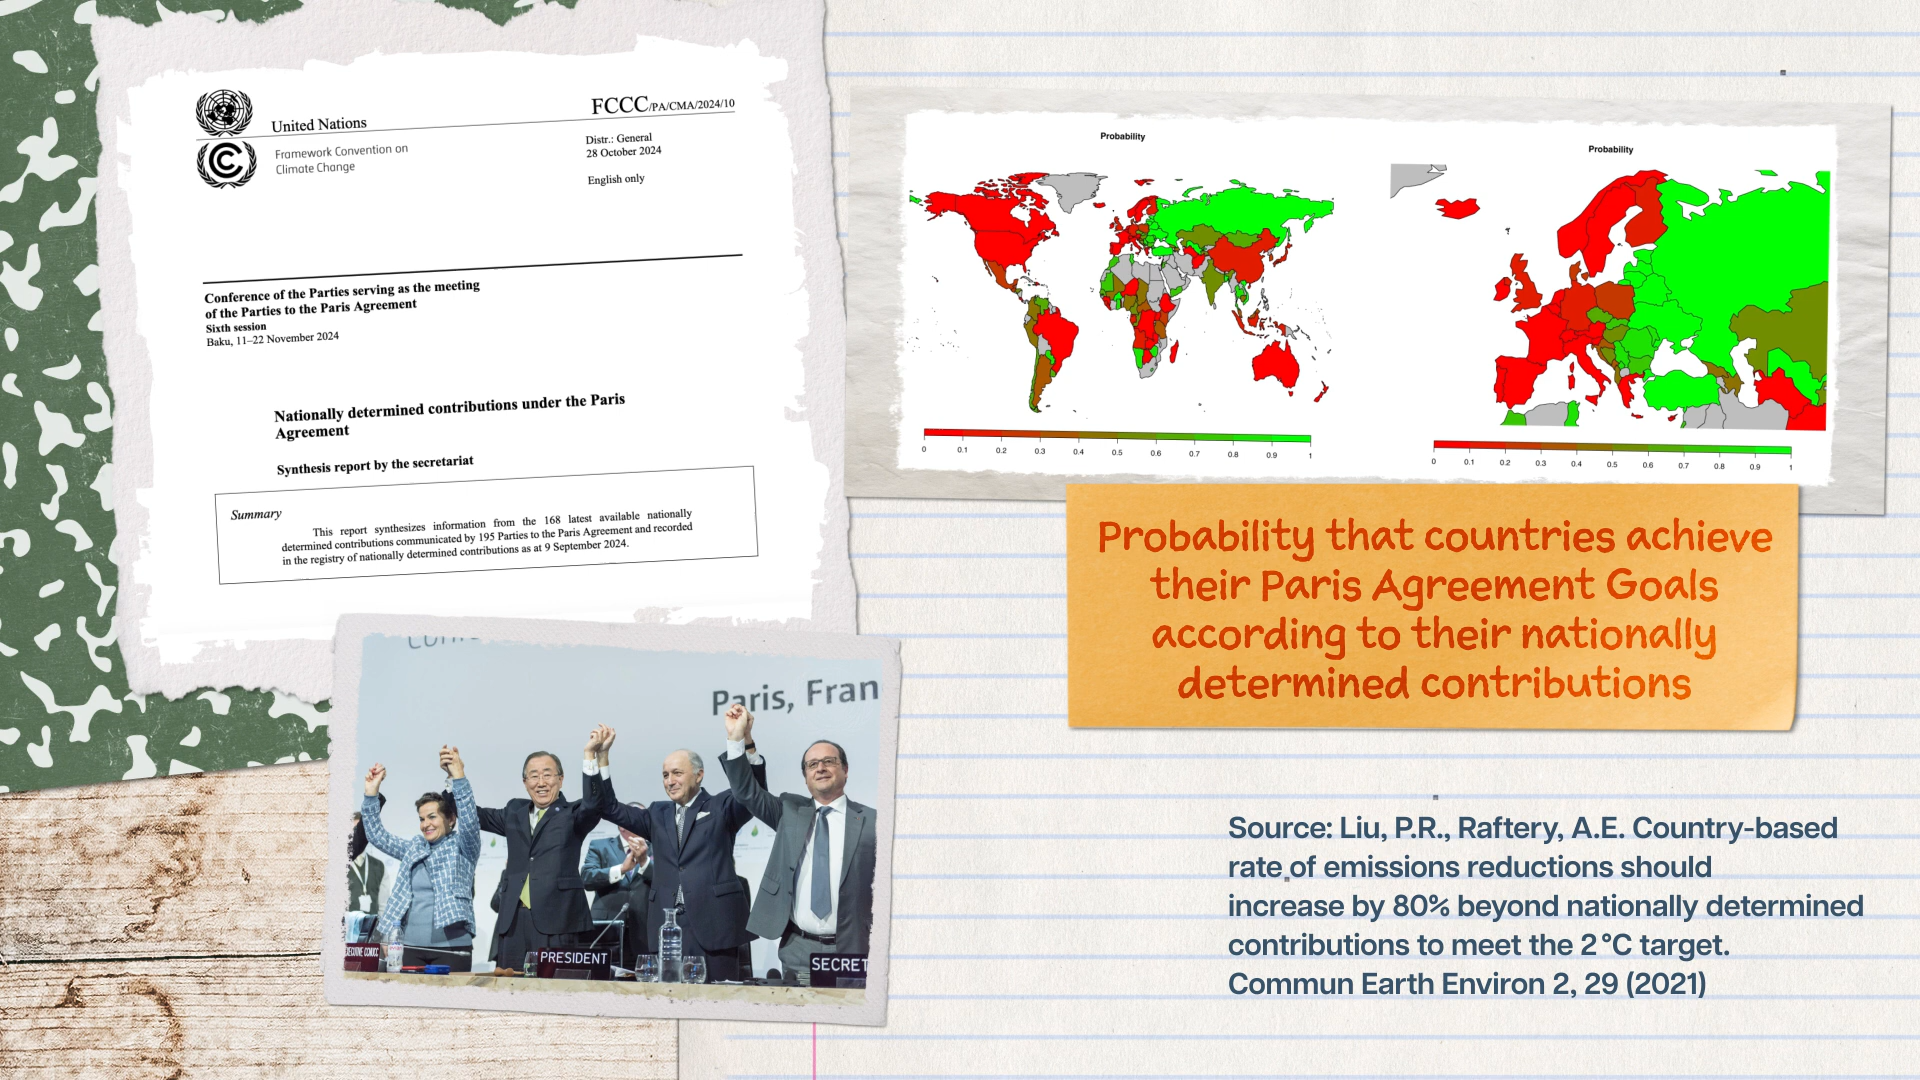 United Nations
FCCC/PA/CMA/2024/10
Framework Convention on
Climate Change
Distr.: General
28 October 2024
English only
Conference of the Parties serving as the meeting
of the Parties to the Paris Agreement
Sixth session
Baku, 11–22 November 2024
Nationally determined contributions under the Paris
Agreement
Synthesis report by the secretariat
Summary
This report synthesizes information from the 168 latest available nationally
determined contributions communicated by 195 Parties to the Paris Agreement and recorded
in the registry of nationally determined contributions as at 9 September 2024.
Probability
0 0.1 0.2 0.3 0.4 0.5 0.6 0.7 0.8 0.9 1
Probability
0 0.1 0.2 0.3 0.4 0.5 0.6 0.7 0.8 0.9 1
Probability that countries achieve
their Paris Agreement Goals
according to their nationally
determined contributions
Paris, Fran
PRESIDENT
SECRET
Source: Liu, P.R., Raftery, A.E. Country-based
rate of emissions reductions should
increase by 80% beyond nationally determined
contributions to meet the 2 °C target.
Commun Earth Environ 2, 29 (2021)